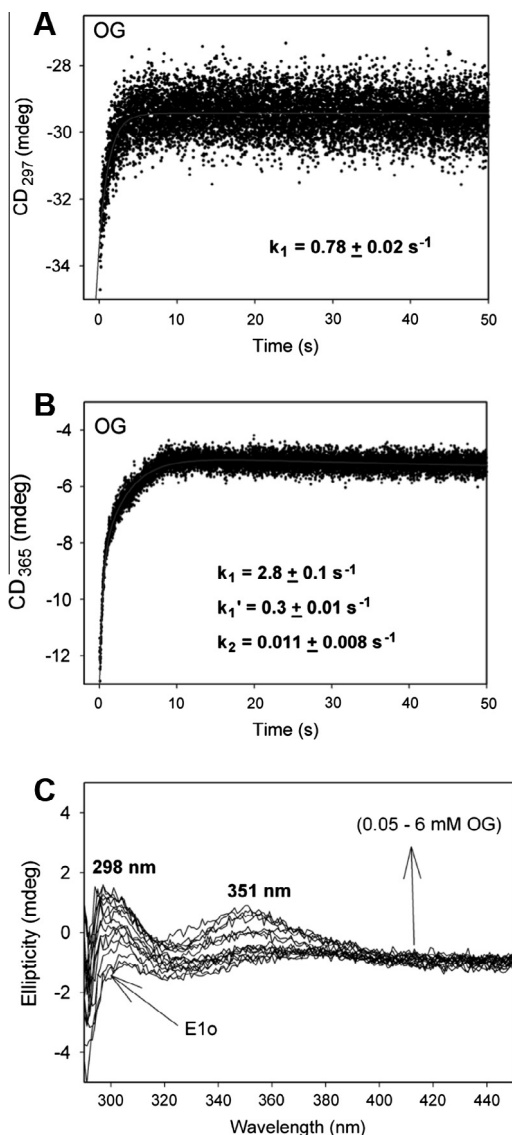 A
OG
CD297 (mdeg)
-28
-30
-32
-34
k1 = 0.78 ± 0.02 s-1
0 10 20 30 40 50
Time (s)
B
OG
CD365 (mdeg)
-4
-6
-8
-10
-12
k1 = 2.8 ± 0.1 s-1
k1' = 0.3 ± 0.01 s-1
k2 = 0.011 ± 0.008 s-1
0 10 20 30 40 50
Time (s)
C
Ellipticity (mdeg)
4
2
0
-2
-4
(0.05 - 6 mM OG)
298 nm
351 nm
E1o
300 320 340 360 380 400 420 440
Wavelength (nm)